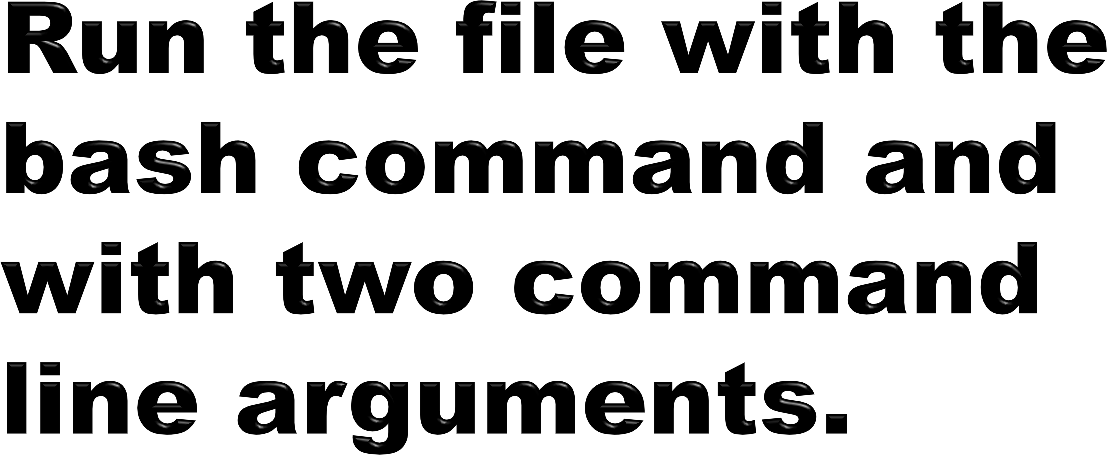 Run the file with the
bash command and
with two command
line arguments.